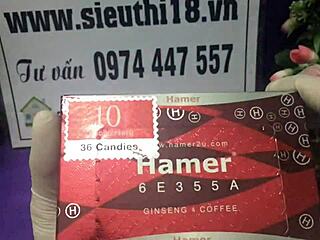 www.sieuthi18.vn
Tư vấn 0974 447 557
Hamer
10
36 Candies
www.hamer2u.com
Hamer
6E355A
GINSENG & COFFEE
Hamer